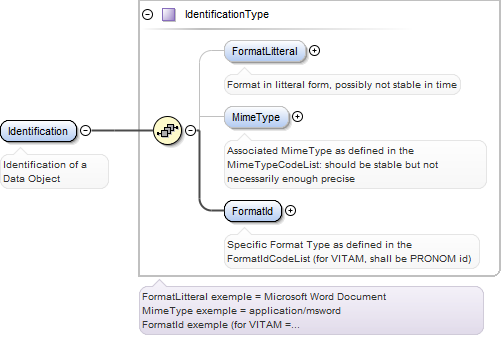 IdentificationType
FormatLitteral
Format in litteral form, possibly not stable in time
MimeType
Associated MimeType as defined in the
MimeTypeCodeList: should be stable but not
necessarily enough precise
Identification
Identification of a
Data Object
FormatId
Specific Format Type as defined in the
FormatIdCodeList (for VITAM, shall be PRONOM id)
FormatLitteral exemple = Microsoft Word Document
MimeType exemple = application/msword
FormatId exemple (for VITAM =...